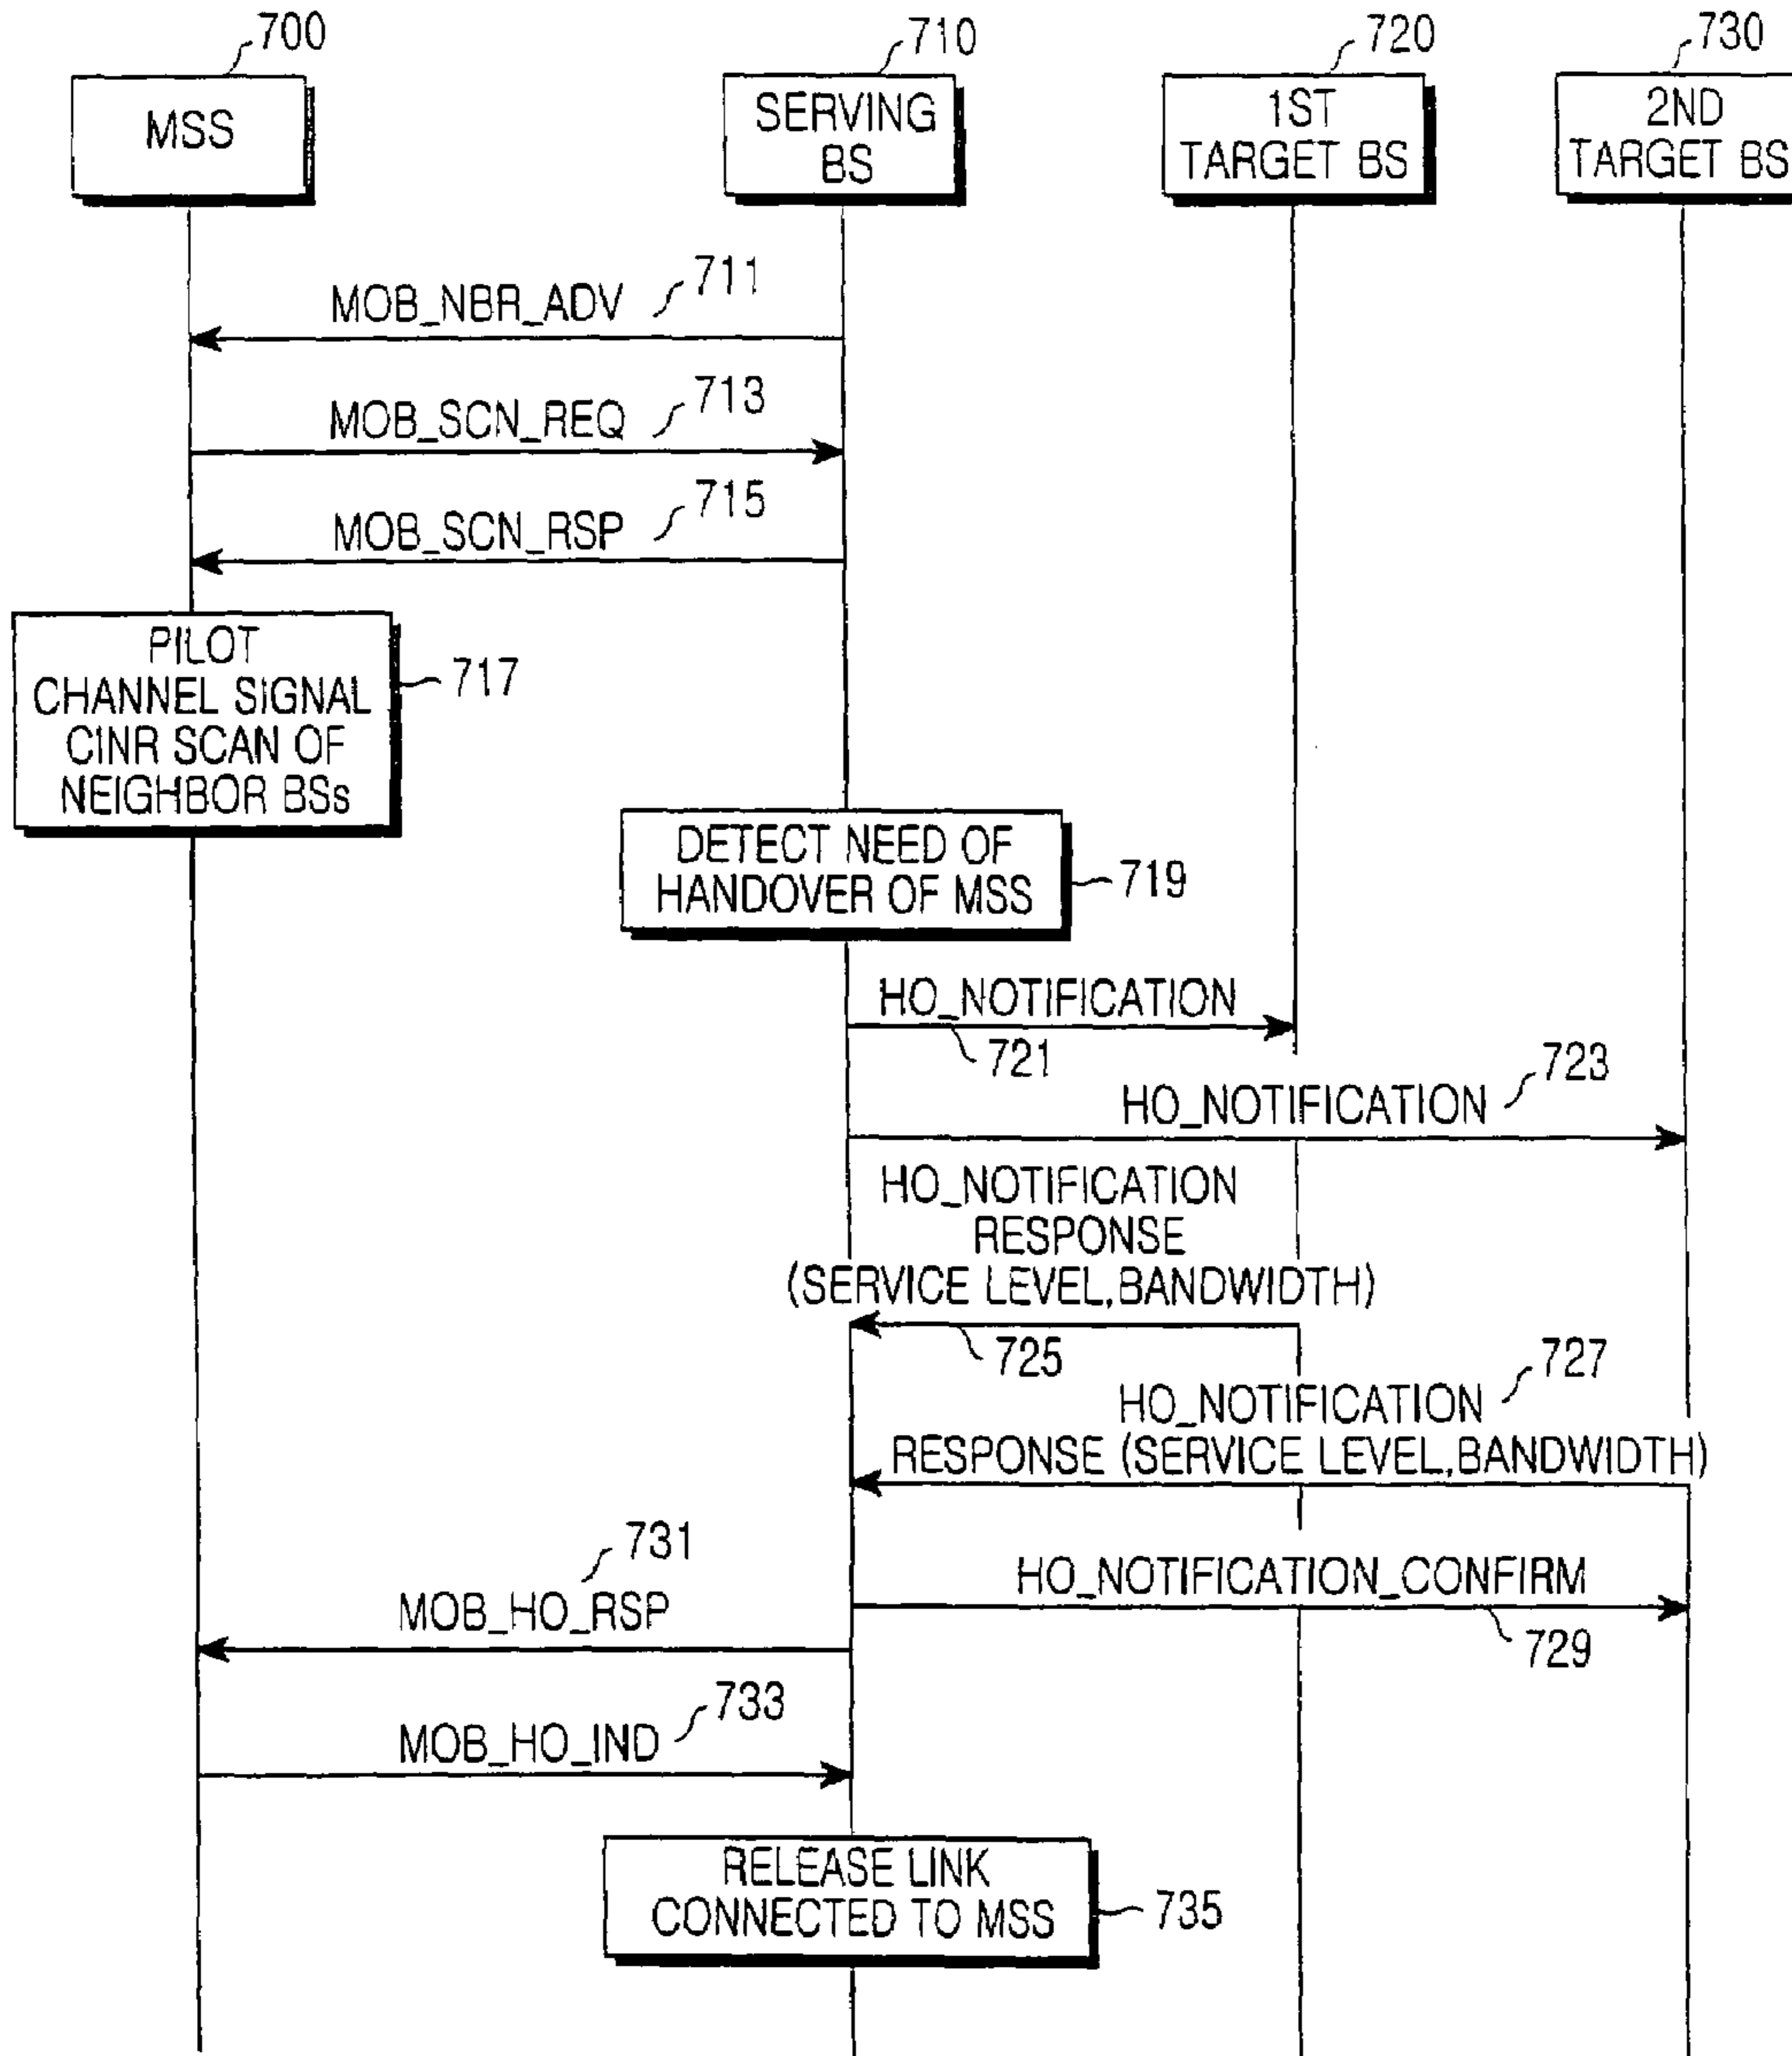 700
710
720
730
MSS
SERVING
BS
1ST
TARGET BS
2ND
TARGET BS
711
MOB_NBR_ADV
713
MOB_SCN_REQ
715
MOB_SCN_RSP
PILOT
CHANNEL SIGNAL
CINR SCAN OF
NEIGHBOR BSs
717
DETECT NEED OF
HANDOVER OF MSS
719
HO_NOTIFICATION
721
723
HO_NOTIFICATION
HO_NOTIFICATION
RESPONSE
(SERVICE LEVEL,BANDWIDTH)
725
727
HO_NOTIFICATION
RESPONSE (SERVICE LEVEL,BANDWIDTH)
731
MOB_HO_RSP
HO_NOTIFICATION_CONFIRM
729
733
MOB_HO_IND
RELEASE LINK
CONNECTED TO MSS
735